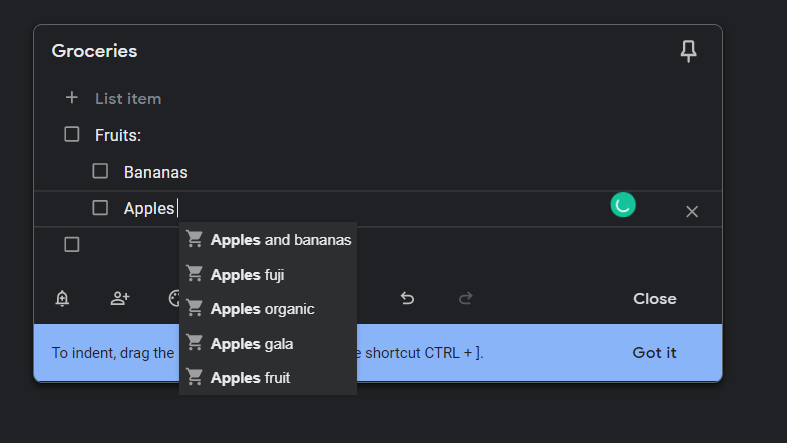 Groceries
List item
Fruits:
Bananas
Apples
Apples and bananas
Apples fuji
Apples organic
Apples gala
Apples fruit
Close
To indent, drag the
e shortcut CTRL + ].
Got it